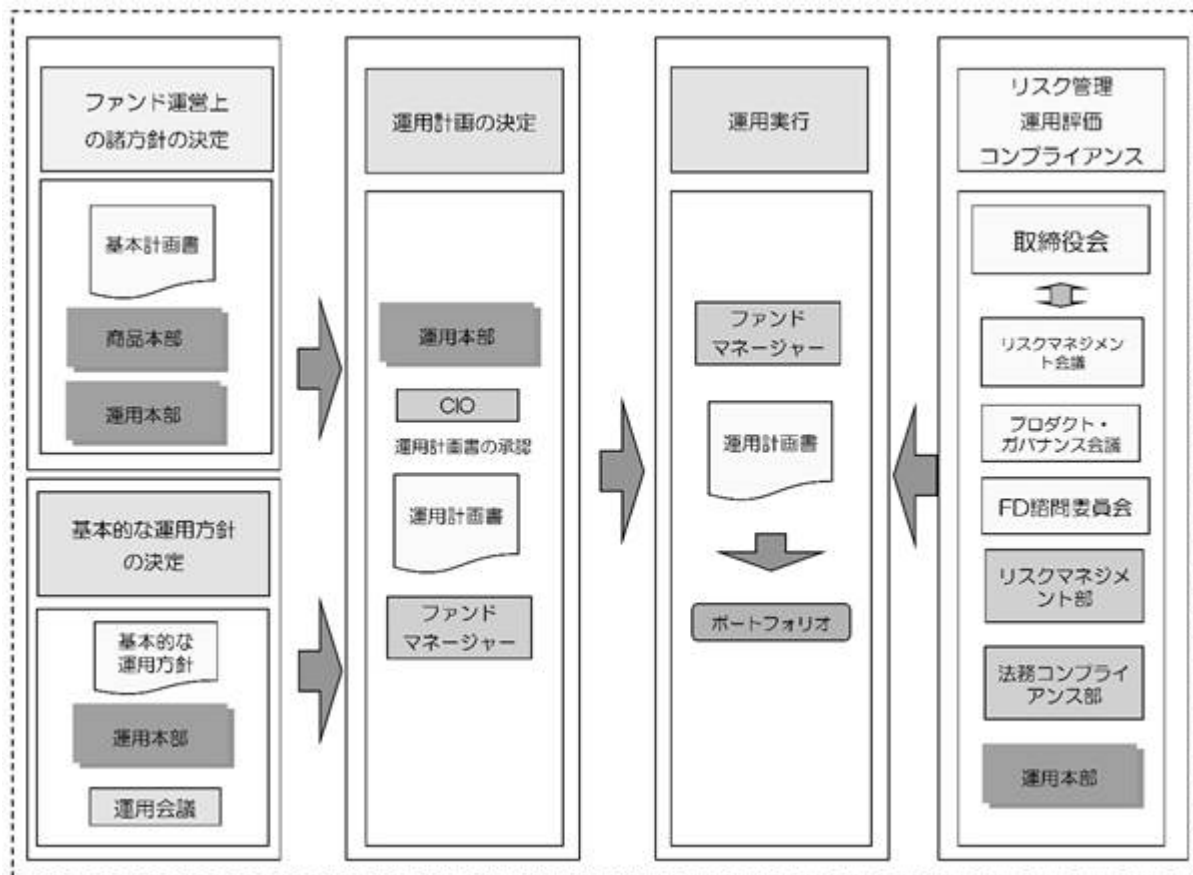 ファンド運営上
の諸方針の決定
基本計画書
商品本部
運用本部
基本的な運用方針
の決定
基本的な
運用方針
運用本部
運用会議
運用計画の決定
運用本部
CIO
運用計画書の承認
運用計画書
ファンド
マネージャー
運用実行
ファンド
マネージャー
運用計画書
ポートフォリオ
リスク管理
運用評価
コンプライアンス
取締役会
リスクマネジメン
ト会議
プロダクト・
ガバナンス会議
FD諮問委員会
リスクマネジメ
ント部
法務コンプライ
アンス部
運用本部